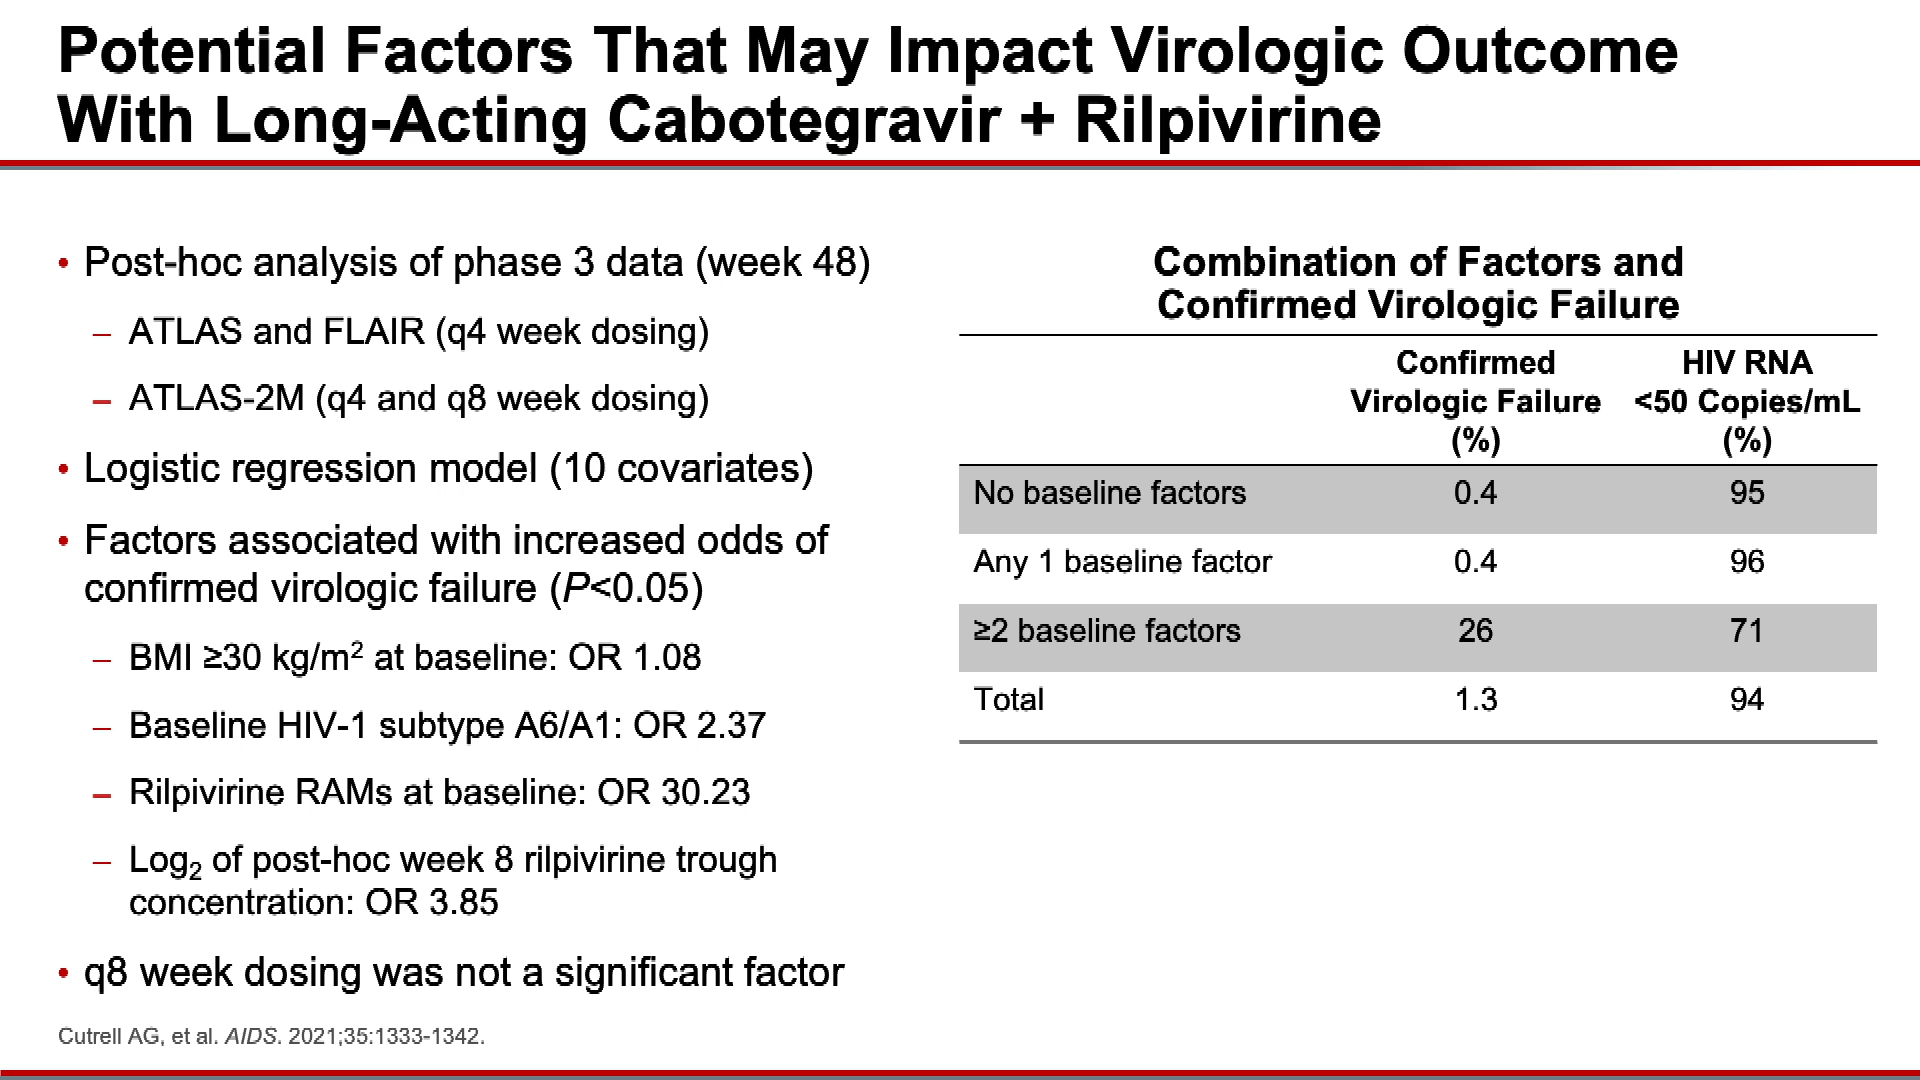 Potential Factors That May Impact Virologic Outcome
With Long-Acting Cabotegravir + Rilpivirine
• Post-hoc analysis of phase 3 data (week 48)
– ATLAS and FLAIR (q4 week dosing)
– ATLAS-2M (q4 and q8 week dosing)
• Logistic regression model (10 covariates)
• Factors associated with increased odds of
confirmed virologic failure (P<0.05)
– BMI ≥30 kg/m² at baseline: OR 1.08
– Baseline HIV-1 subtype A6/A1: OR 2.37
– Rilpivirine RAMs at baseline: OR 30.23
– Log₂ of post-hoc week 8 rilpivirine trough
concentration: OR 3.85
• q8 week dosing was not a significant factor
Combination of Factors and
Confirmed Virologic Failure
Confirmed HIV RNA
Virologic Failure <50 Copies/mL
(%) (%)
No baseline factors 0.4 95
Any 1 baseline factor 0.4 96
≥2 baseline factors 26 71
Total 1.3 94
Cutrell AG, et al. AIDS. 2021;35:1333-1342.